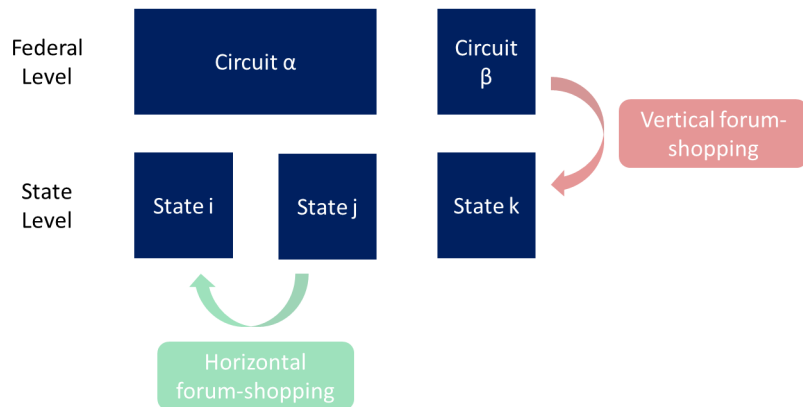 Federal
Level
Circuit α
Circuit
β
Vertical forum-
shopping
State
Level
State i
State j
State k
Horizontal
forum-shopping